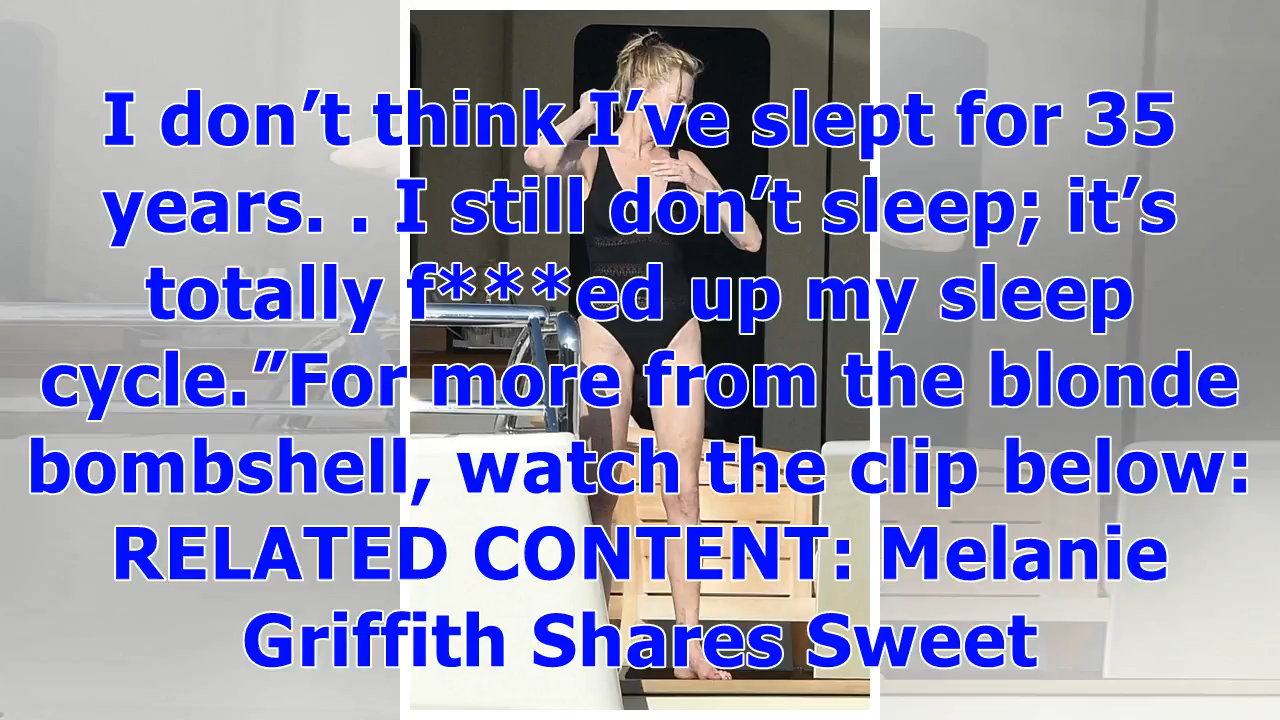 I don’t think I’ve slept for 35
years. . I still don’t sleep; it’s
totally f***ed up my sleep
cycle.”For more from the blonde
bombshell, watch the clip below:
RELATED CONTENT: Melanie
Griffith Shares Sweet